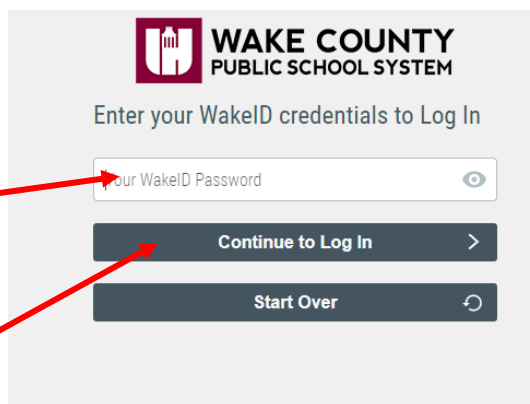 WAKE COUNTY
PUBLIC SCHOOL SYSTEM
Enter your WakeID credentials to Log In
Your WakeID Password
Continue to Log In
Start Over